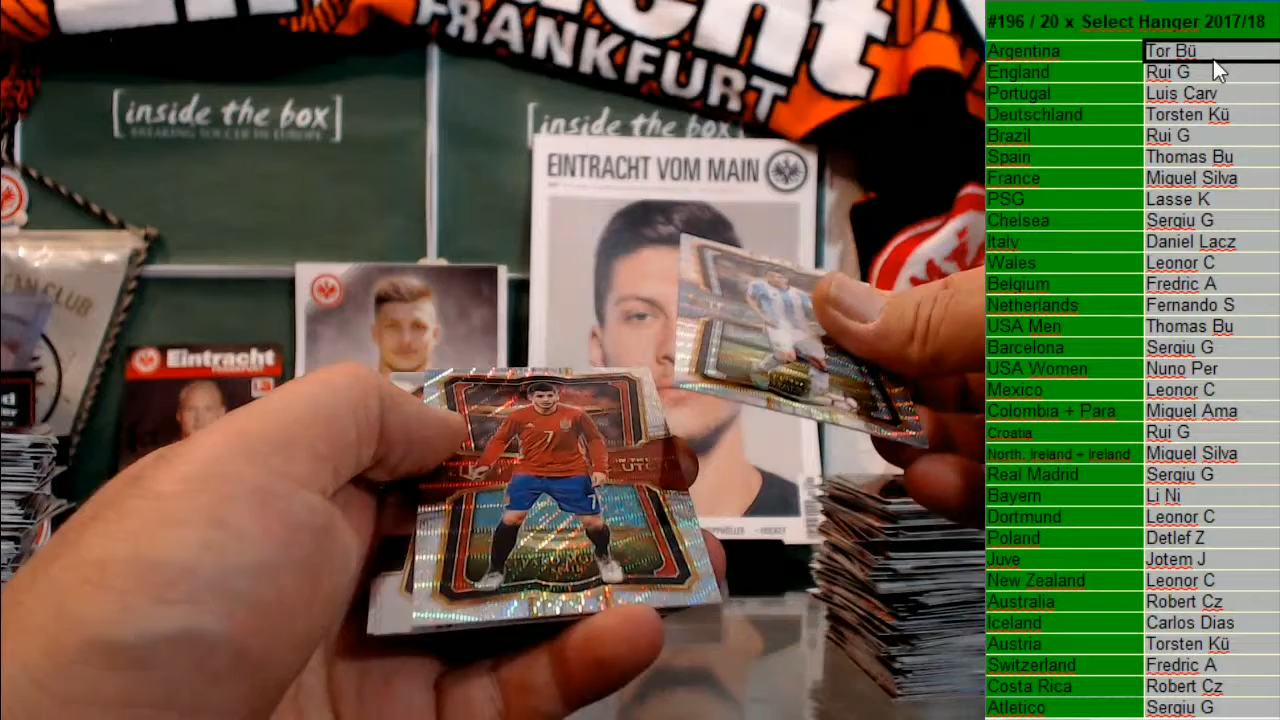 FRANKFURT
[inside the box]
BREAKING SOCCER IN EUROPE
[inside the box
EINTRACHT VOM MAIN
FAN CLUB
Eintracht
FRANKFURT
7
7
#196 / 20 x Select Hanger 2017/18
Argentina Tor Bü
England Rui G
Portugal Luis Carv
Deutschland Torsten Kü
Brazil Rui G
Spain Thomas Bu
France Miguel Silva
PSG Lasse K
Chelsea Sergiu G
Italy Daniel Lacz
Wales Leonor C
Belgium Fredric A
Netherlands Fernando S
USA Men Thomas Bu
Barcelona Sergiu G
USA Women Nuno Per
Mexico Leonor C
Colombia + Para Miguel Ama
Croatia Rui G
North. Ireland + Ireland Miguel Silva
Real Madrid Sergiu G
Bayern Li Ni
Dortmund Leonor C
Poland Detlef Z
Juve Jotem J
New Zealand Leonor C
Australia Robert Cz
Iceland Carlos Dias
Austria Torsten Kü
Switzerland Fredric A
Costa Rica Robert Cz
Atletico Sergiu G